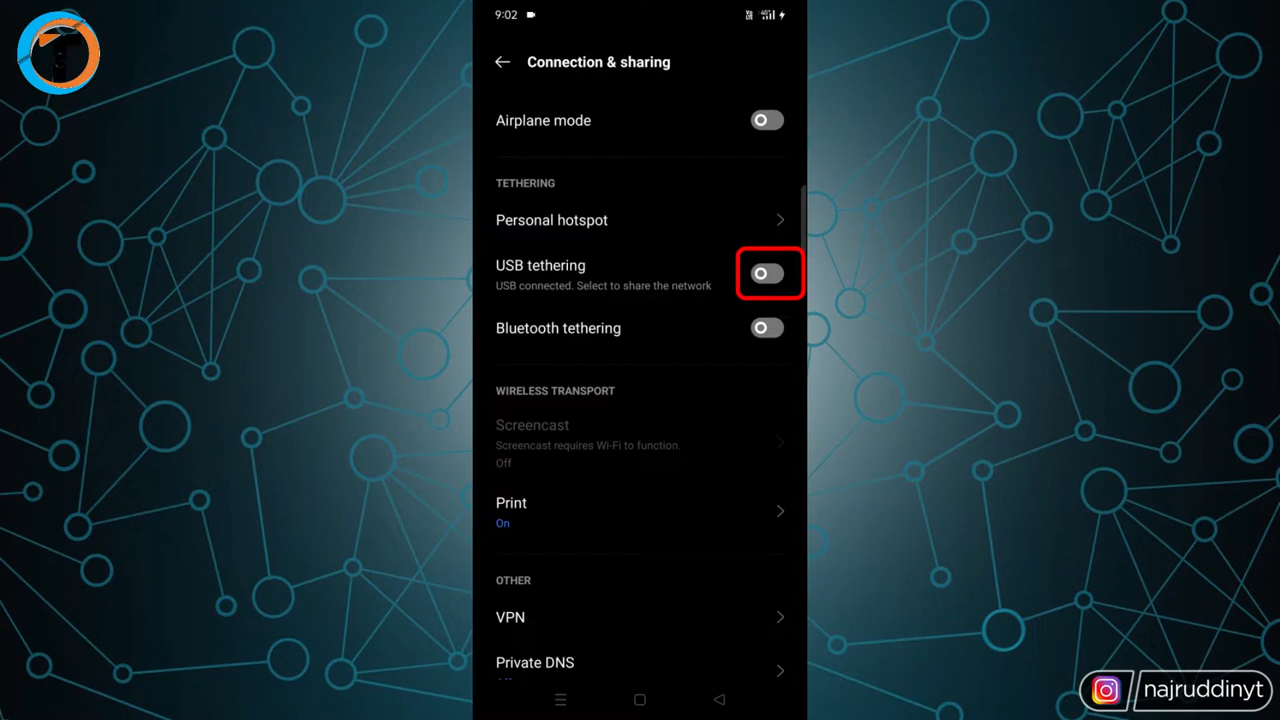 9:02
Connection & sharing
Airplane mode
TETHERING
Personal hotspot
USB tethering
USB connected. Select to share the network
Bluetooth tethering
WIRELESS TRANSPORT
Screencast
Screencast requires Wi-Fi to function.
Off
Print
On
OTHER
VPN
Private DNS
najruddinyt